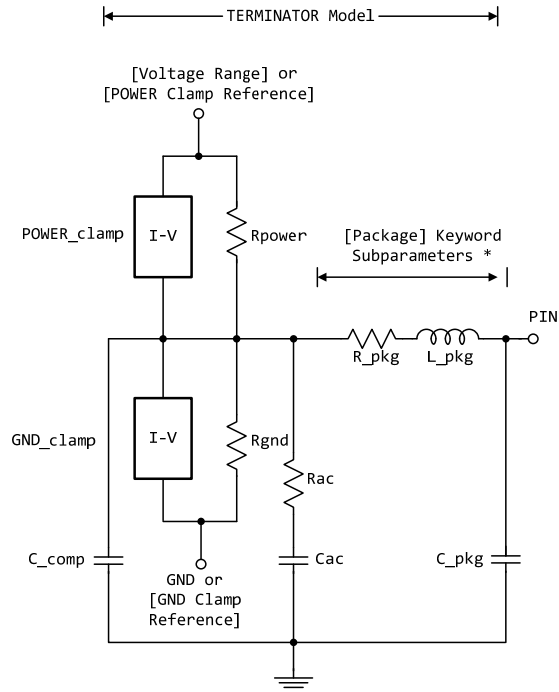 TERMINATOR Model
[Voltage Range] or
[POWER Clamp Reference]
POWER_clamp
I-V
Rpower
[Package] Keyword
Subparameters *
PIN
R_pkg
L_pkg
GND_clamp
I-V
Rgnd
Rac
C_comp
Cac
C_pkg
GND or
[GND Clamp
Reference]